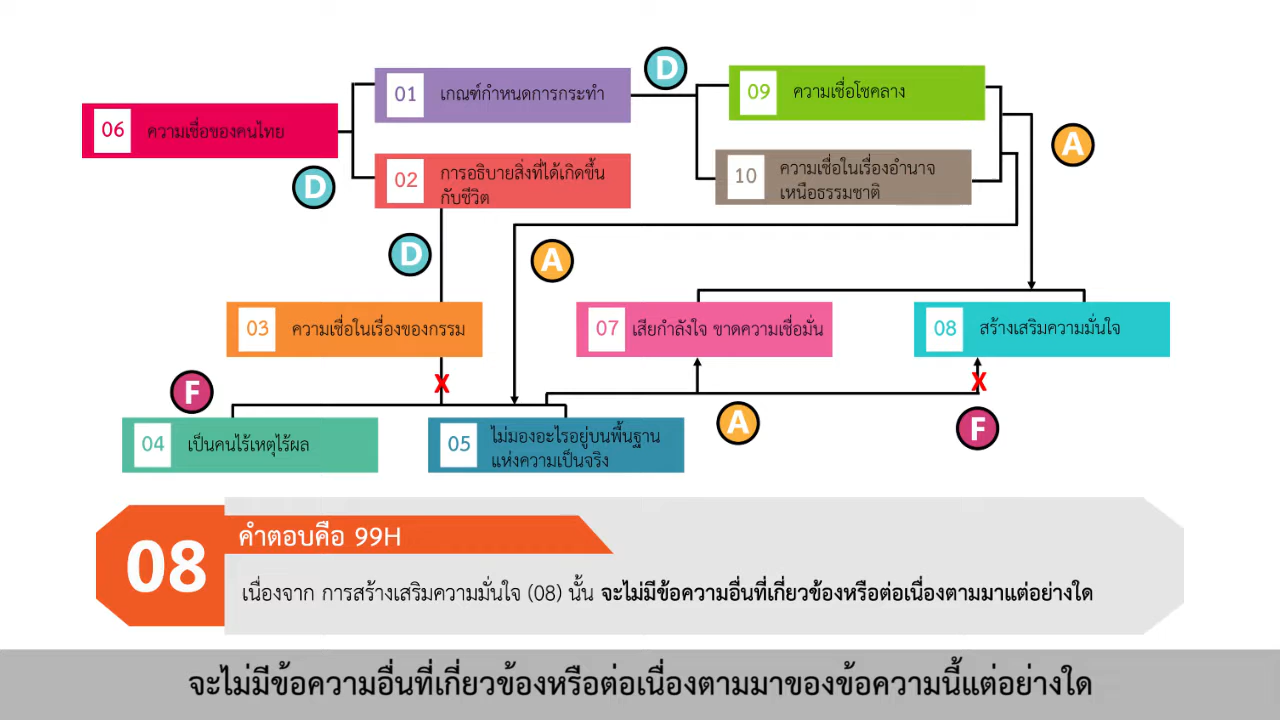 D
01 เกณฑ์กำหนดการกระทำ
09 ความเชื่อโชคลาง
06 ความเชื่อของคนไทย
A
D
02 การอธิบายสิ่งที่ได้เกิดขึ้น
กับชีวิต
10 ความเชื่อในเรื่องอำนาจ
เหนือธรรมชาติ
D
A
03 ความเชื่อในเรื่องของกรรม
07 เสียกำลังใจ ขาดความเชื่อมั่น
08 สร้างเสริมความมั่นใจ
X
X
F
A
F
04 เป็นคนไร้เหตุไร้ผล
05 ไม่มองอะไรอยู่บนพื้นฐาน
แห่งความเป็นจริง
08
คำตอบคือ 99H
เนื่องจาก การสร้างเสริมความมั่นใจ (08) นั้น จะไม่มีข้อความอื่นที่เกี่ยวข้องหรือต่อเนื่องตามมาแต่อย่างใด
จะไม่มีข้อความอื่นที่เกี่ยวข้องหรือต่อเนื่องตามมาของข้อความนี้แต่อย่างใด